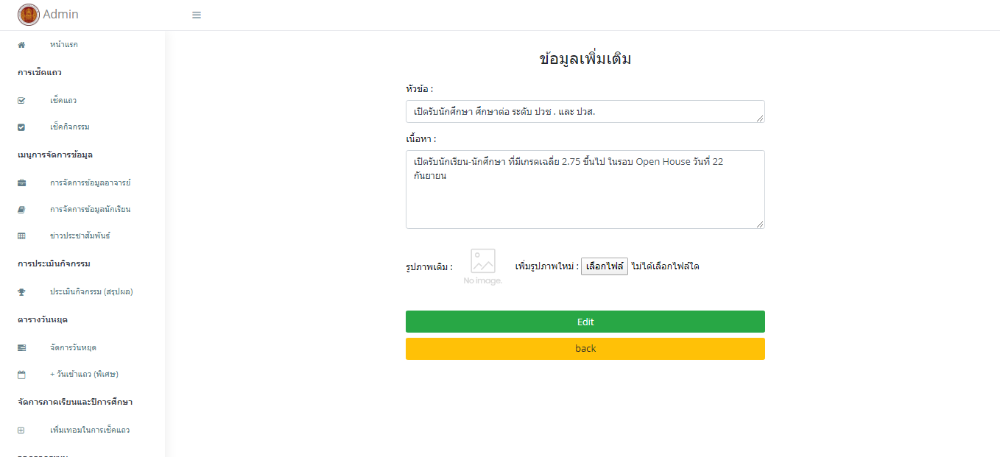 Admin
หน้าแรก
การเช็คแถว
เช็คแถว
เช็คกิจกรรม
เมนูการจัดการข้อมูล
การจัดการข้อมูลอาจารย์
การจัดการข้อมูลนักเรียน
ข่าวประชาสัมพันธ์
การประเมินกิจกรรม
ประเมินกิจกรรม (สรุปผล)
ตารางวันหยุด
จัดการวันหยุด
+ วันเข้าแถว (พิเศษ)
จัดการภาคเรียนและปีการศึกษา
เพิ่มเทอมในการเช็คแถว
ข้อมูลเพิ่มเติม
หัวข้อ :
เปิดรับนักศึกษา ศึกษาต่อ ระดับ ปวช . และ ปวส.
เนื้อหา :
เปิดรับนักเรียน-นักศึกษา ที่มีเกรดเฉลี่ย 2.75 ขึ้นไป ในรอบ Open House วันที่ 22
กันยายน
รูปภาพเดิม : No image. เพิ่มรูปภาพใหม่ : เลือกไฟล์ ไม่ได้เลือกไฟล์ใด
Edit
back